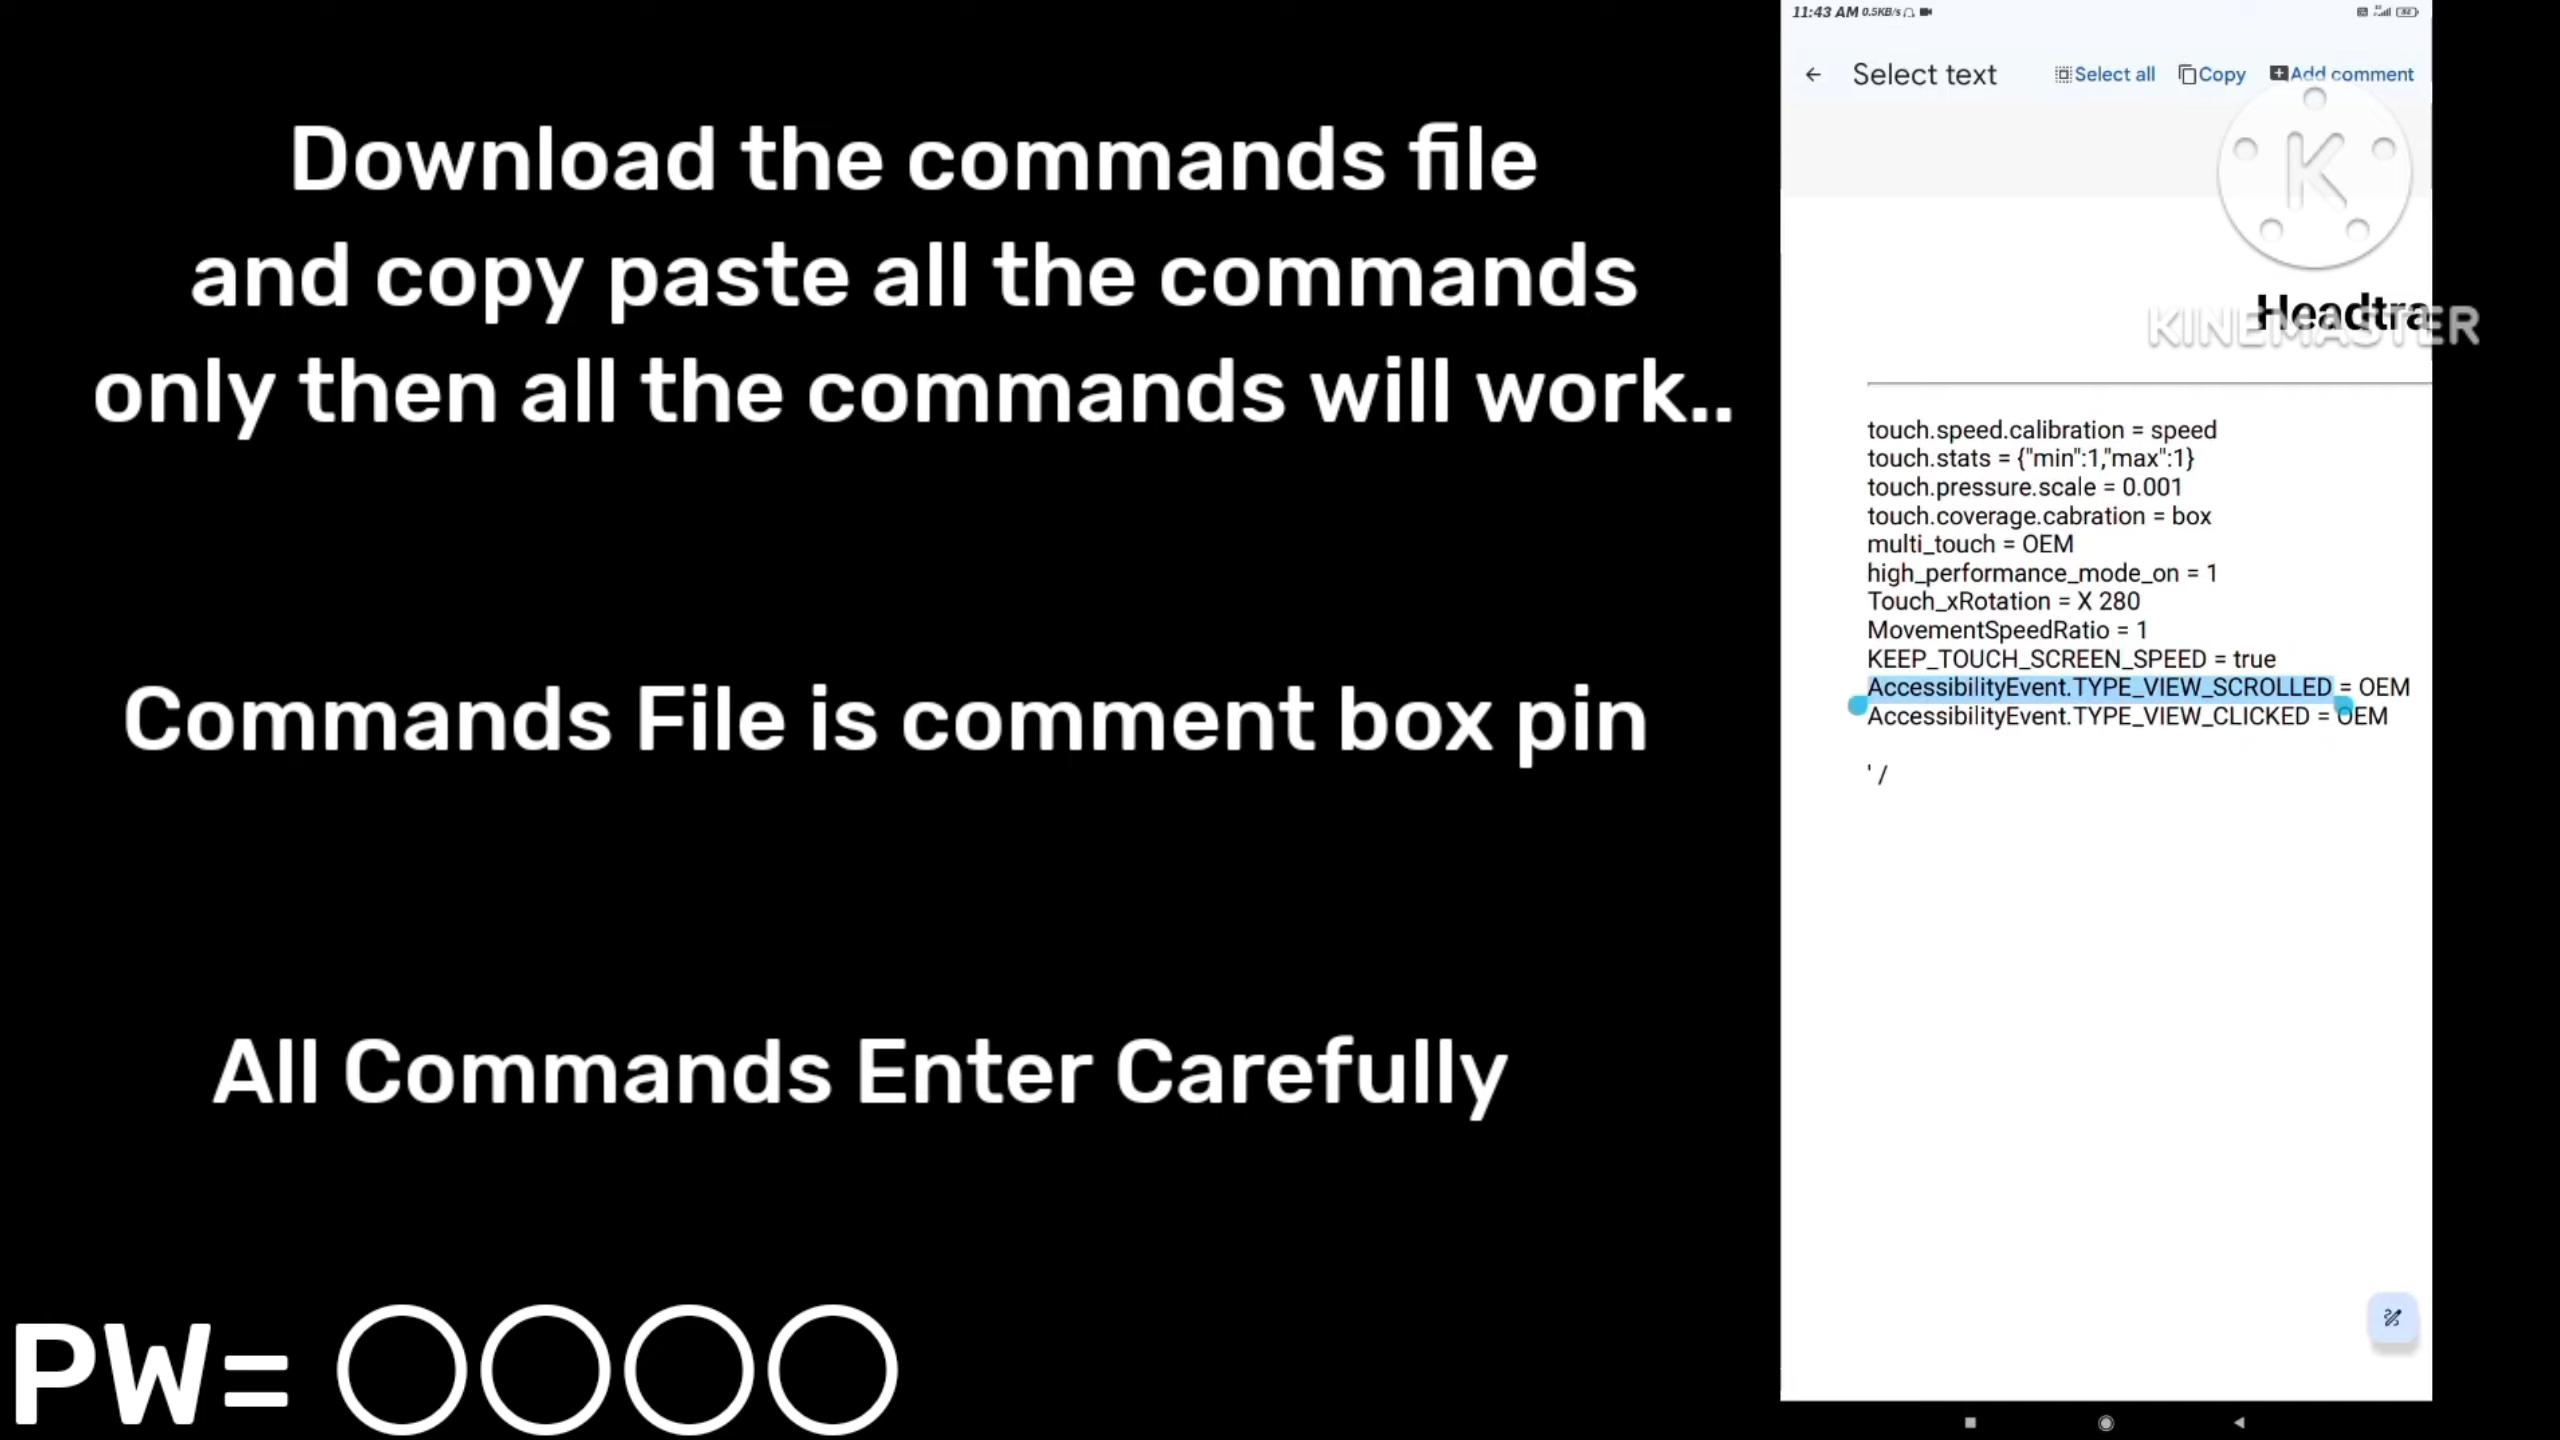 Download the commands file
and copy paste all the commands
only then all the commands will work..
Commands File is comment box pin
All Commands Enter Carefully
PW= ○○○○
11:43 AM 0.5KB/s
Select text
Select all
Copy
Add comment
K
KINEMASTER
Headtra
touch.speed.calibration = speed
touch.stats = {"min":1,"max":1}
touch.pressure.scale = 0.001
touch.coverage.cabration = box
multi_touch = OEM
high_performance_mode_on = 1
Touch_xRotation = X 280
MovementSpeedRatio = 1
KEEP_TOUCH_SCREEN_SPEED = true
AccessibilityEvent.TYPE_VIEW_SCROLLED = OEM
AccessibilityEvent.TYPE_VIEW_CLICKED = OEM
' /